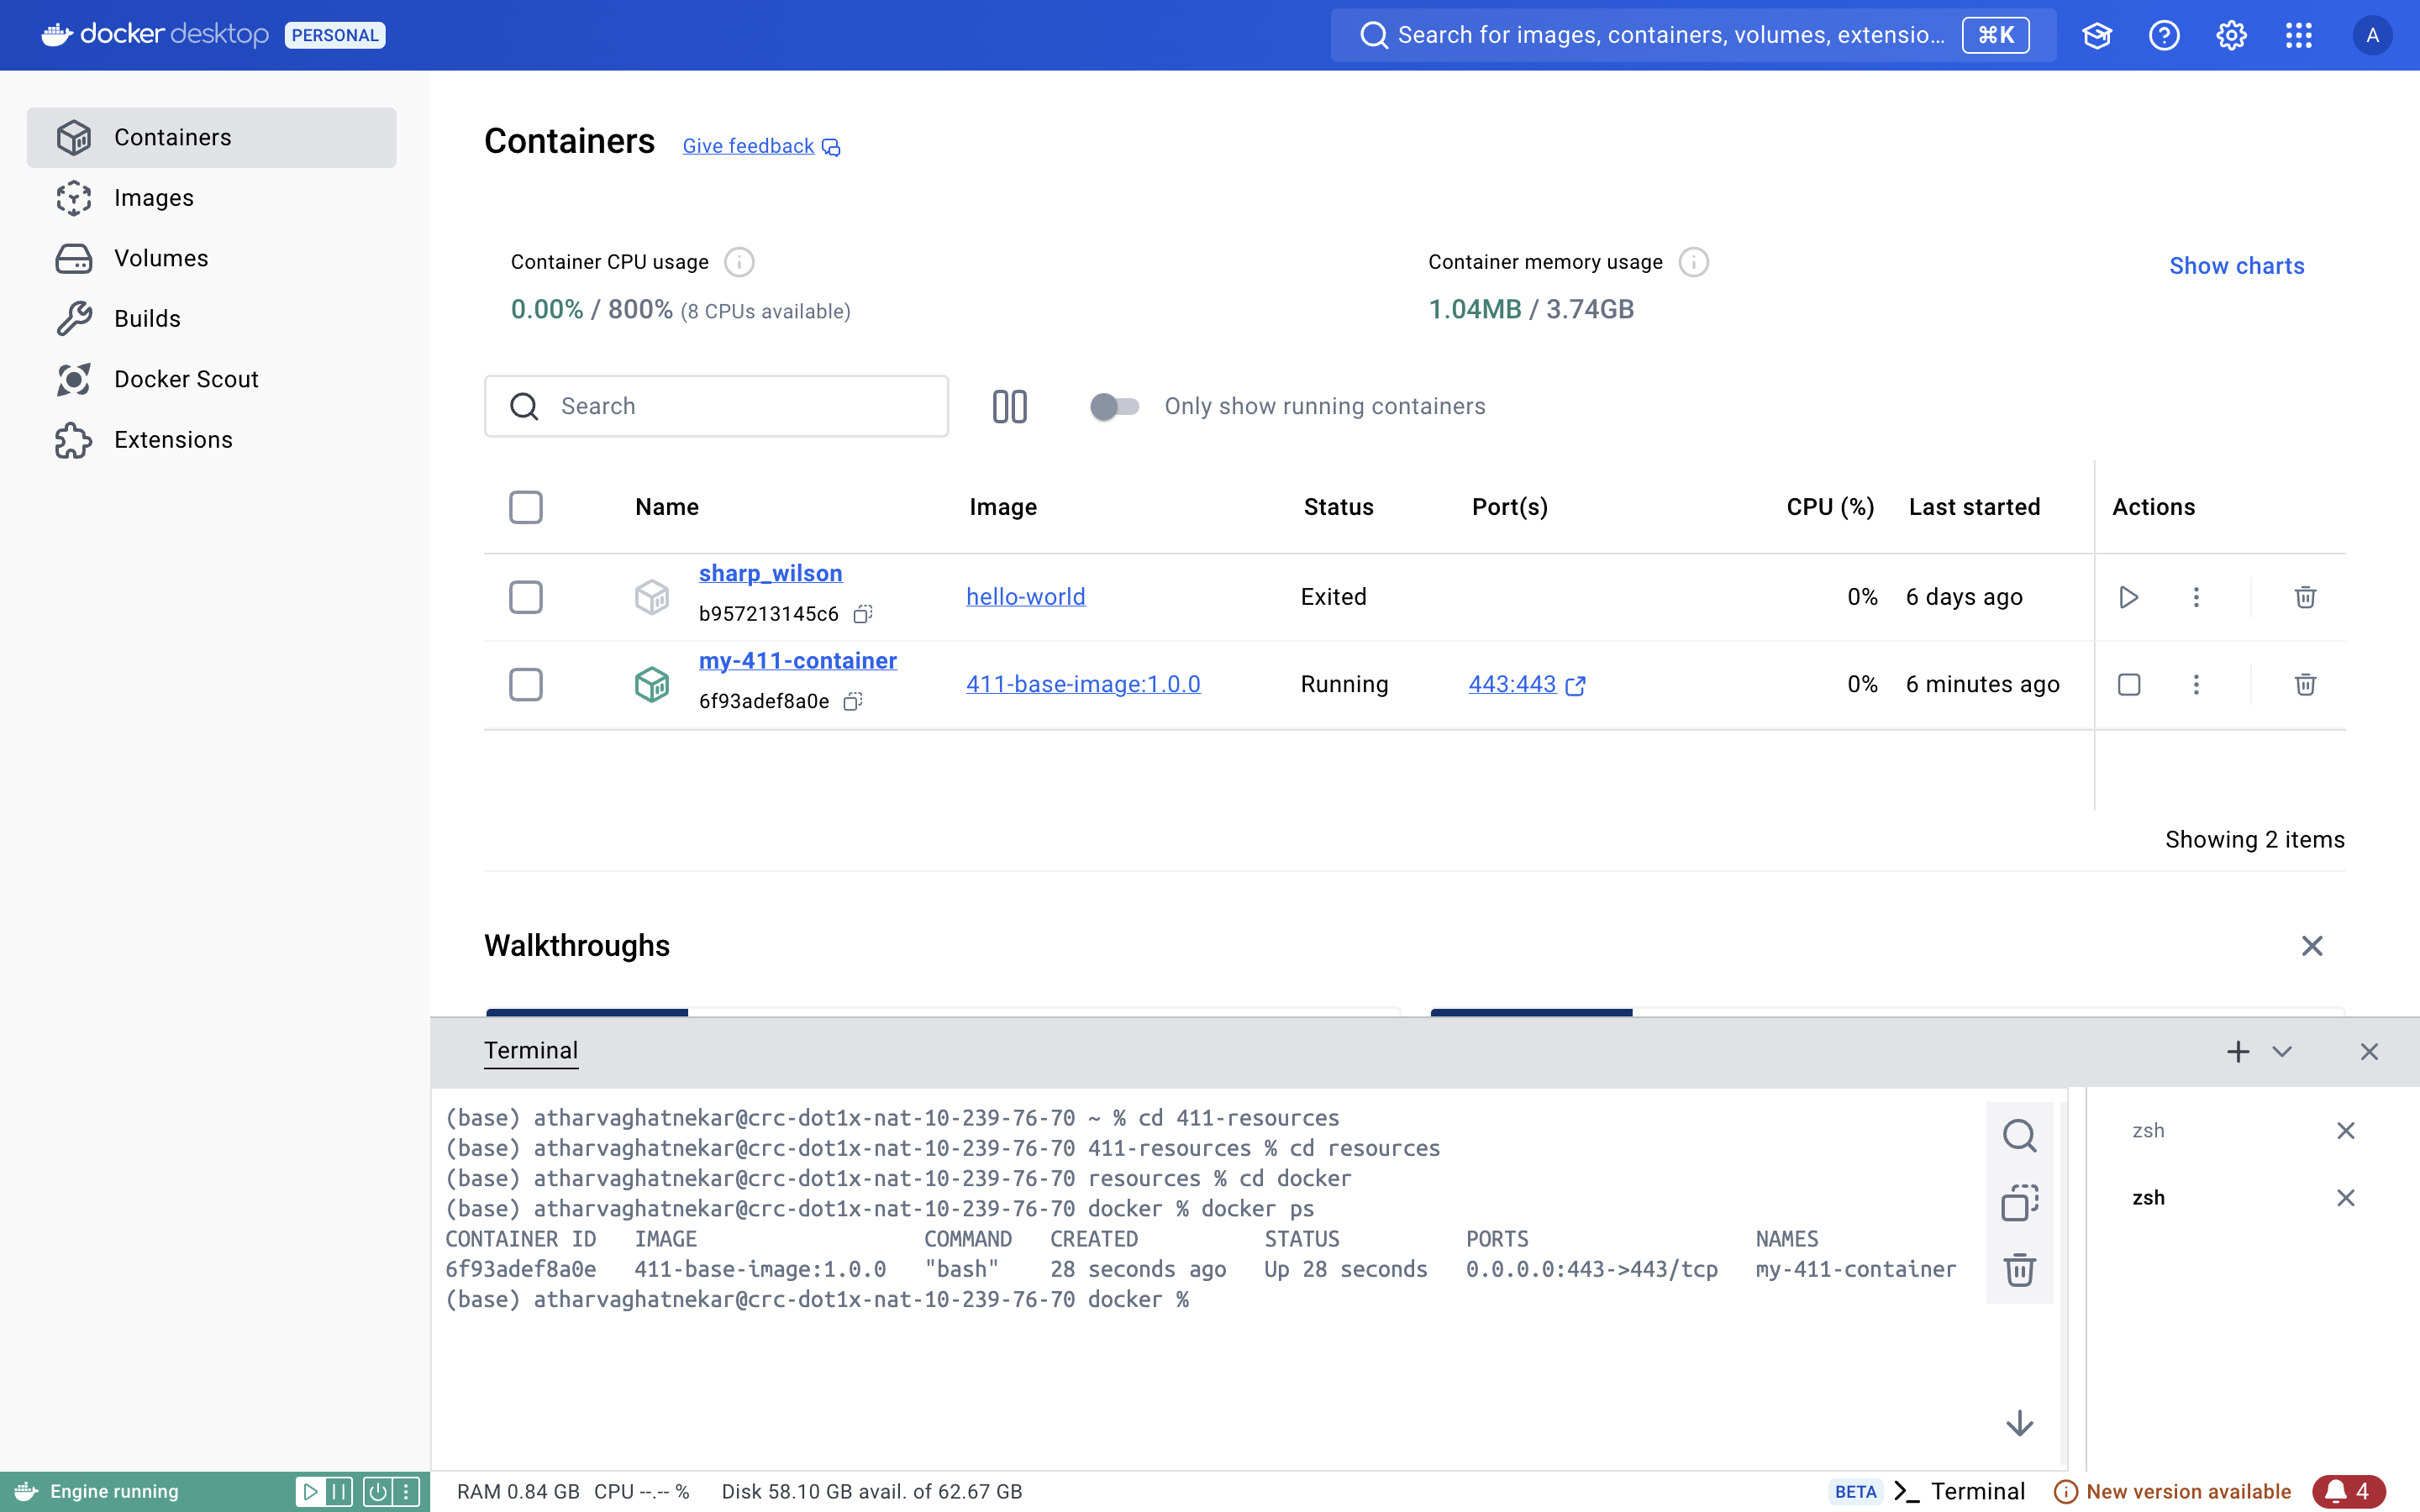 docker desktop PERSONAL
Search for images, containers, volumes, extensio... ⌘K
A
Containers
Images
Volumes
Builds
Docker Scout
Extensions
Containers Give feedback
Container CPU usage
0.00% / 800% (8 CPUs available)
Container memory usage
1.04MB / 3.74GB
Show charts
Search
Only show running containers
Name Image Status Port(s) CPU (%) Last started Actions
sharp_wilson
b957213145c6
hello-world Exited 0% 6 days ago
my-411-container
6f93adef8a0e
411-base-image:1.0.0 Running 443:443 0% 6 minutes ago
Showing 2 items
Walkthroughs
Terminal
(base) atharvaghatnekar@crc-dot1x-nat-10-239-76-70 ~ % cd 411-resources
(base) atharvaghatnekar@crc-dot1x-nat-10-239-76-70 411-resources % cd resources
(base) atharvaghatnekar@crc-dot1x-nat-10-239-76-70 resources % cd docker
(base) atharvaghatnekar@crc-dot1x-nat-10-239-76-70 docker % docker ps
CONTAINER ID IMAGE COMMAND CREATED STATUS PORTS NAMES
6f93adef8a0e 411-base-image:1.0.0 "bash" 28 seconds ago Up 28 seconds 0.0.0.0:443->443/tcp my-411-container
(base) atharvaghatnekar@crc-dot1x-nat-10-239-76-70 docker %
zsh
zsh
Engine running
RAM 0.84 GB CPU --.-- % Disk 58.10 GB avail. of 62.67 GB
BETA >_ Terminal
New version available
4